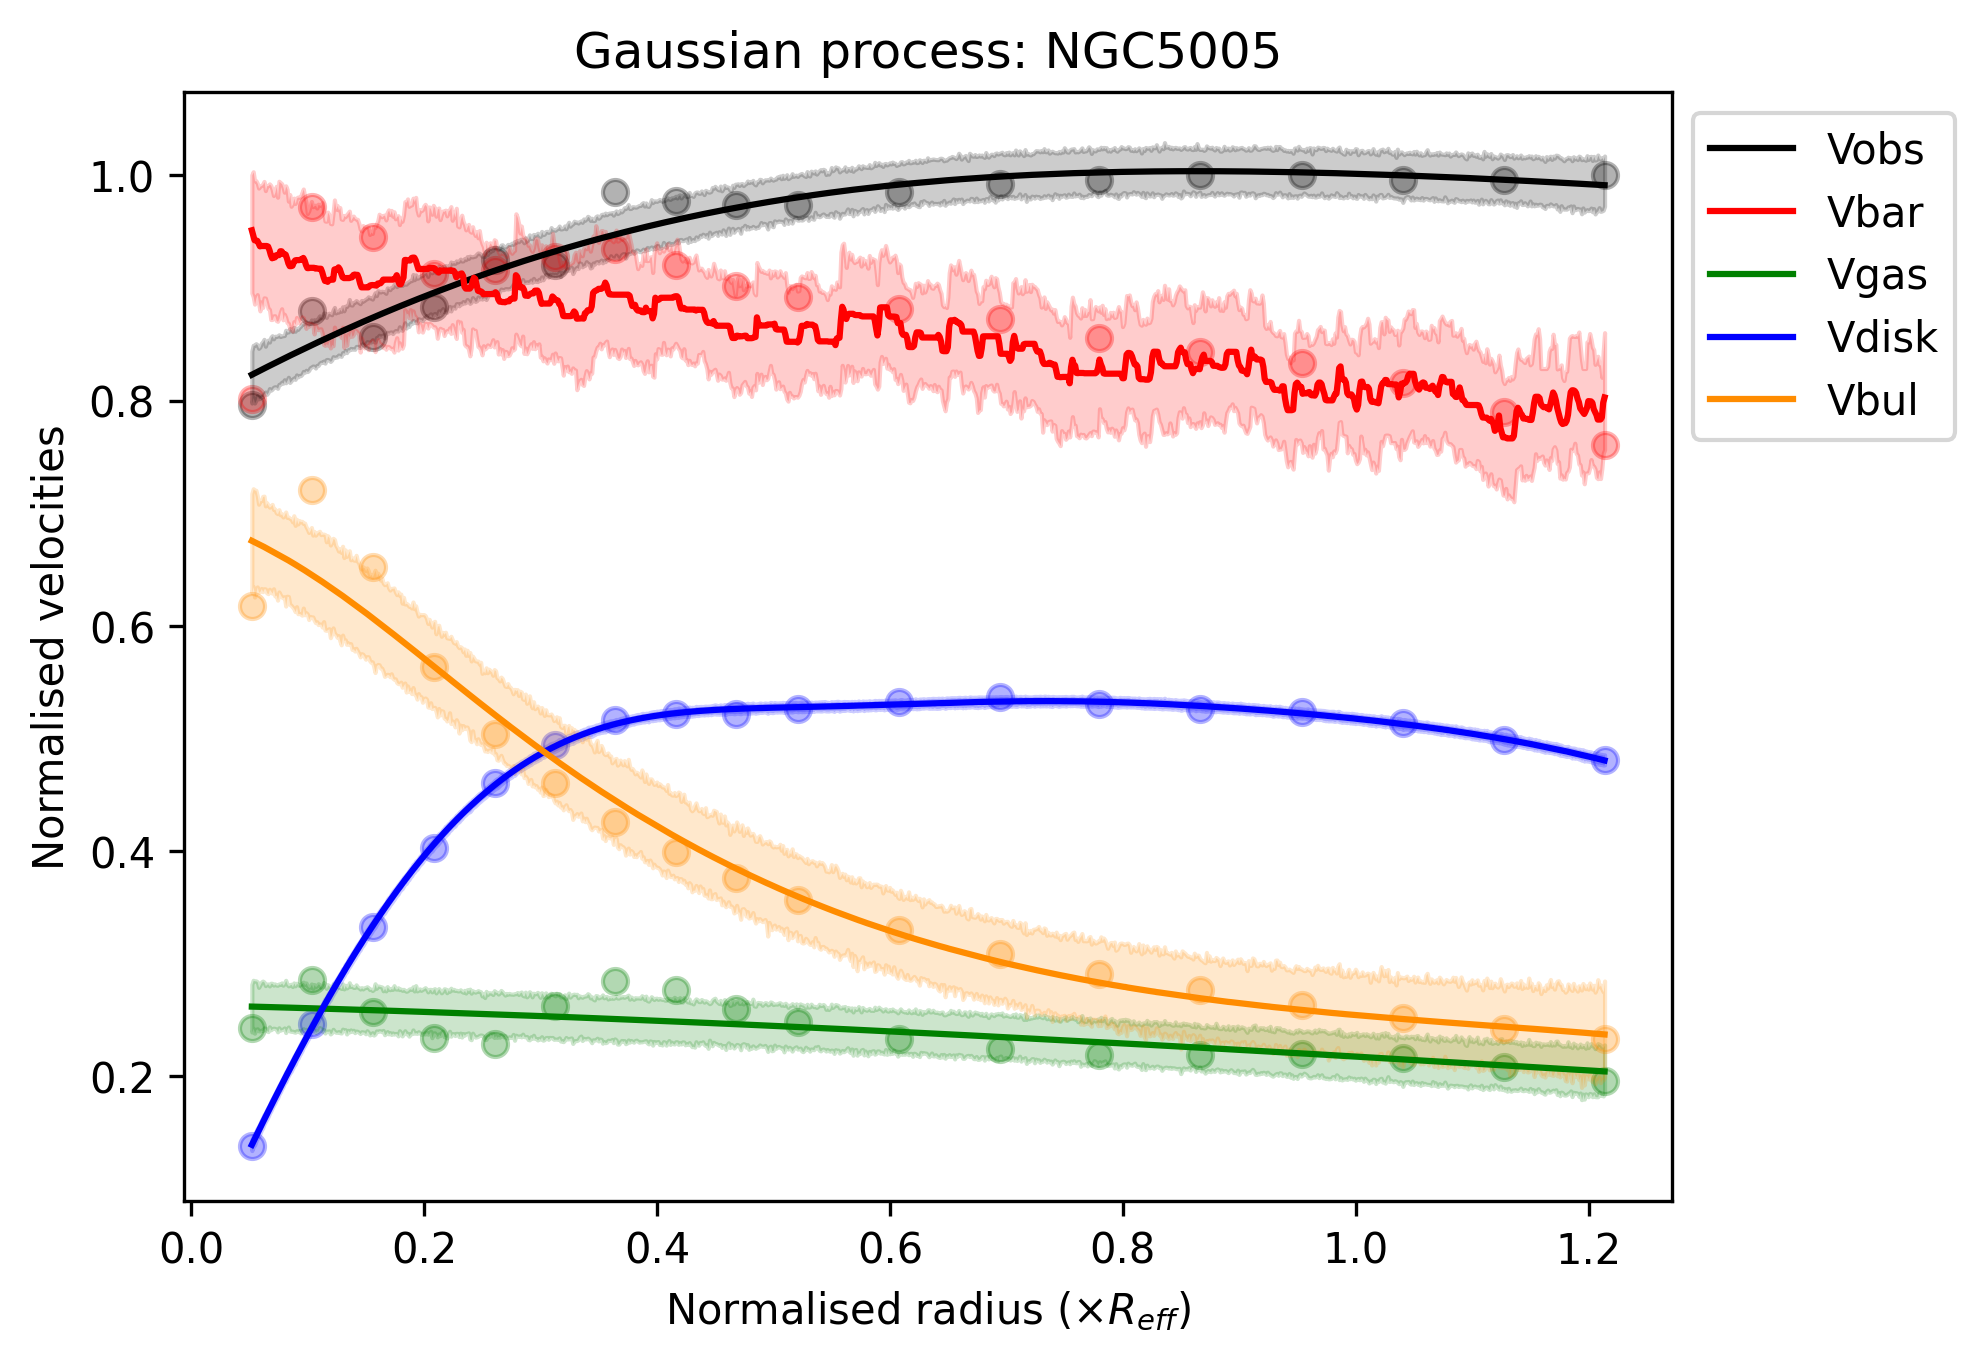 Gaussian process: NGC5005
Vobs
Vbar
Vgas
Vdisk
Vbul
Normalised velocities
1.0
0.8
0.6
0.4
0.2
0.0 0.2 0.4 0.6 0.8 1.0 1.2
Normalised radius (×R_eff)